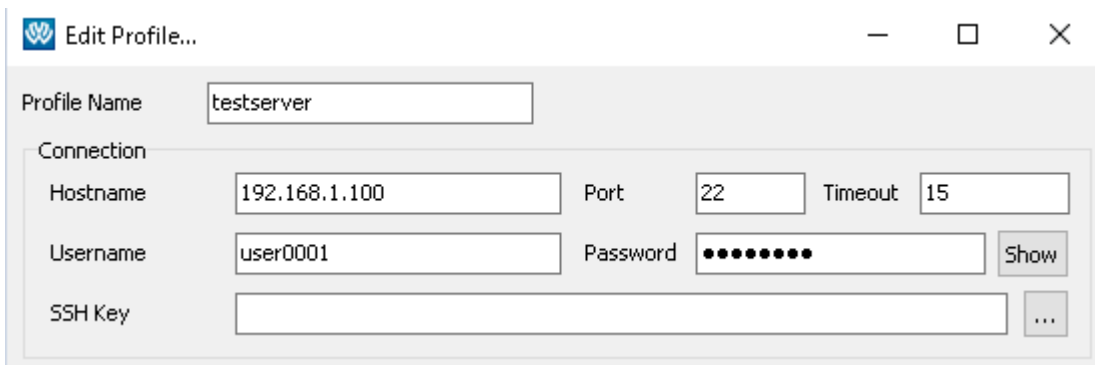 Edit Profile...
Profile Name testserver
Connection
Hostname 192.168.1.100 Port 22 Timeout 15
Username user0001 Password ●●●●●●●● Show
SSH Key ...